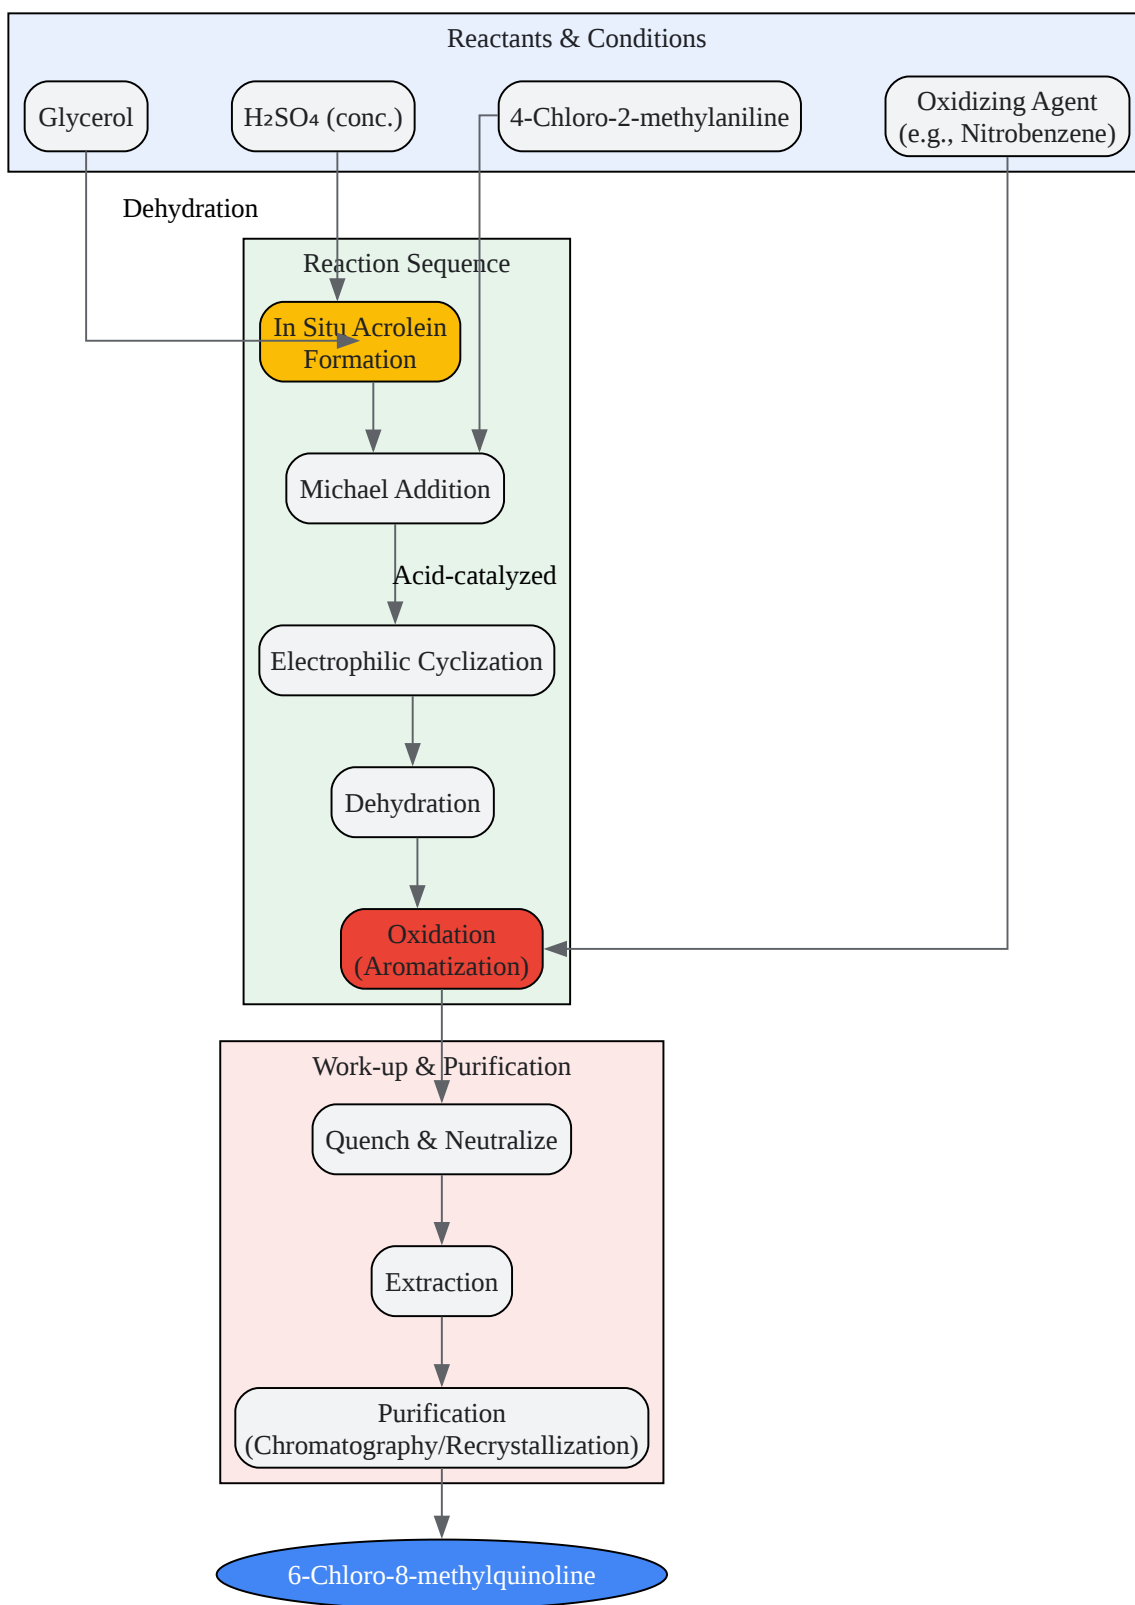 Reactants & Conditions
Glycerol
H₂SO₄ (conc.)
4-Chloro-2-methylaniline
Oxidizing Agent
(e.g., Nitrobenzene)
Dehydration
Reaction Sequence
In Situ Acrolein
Formation
Michael Addition
Acid-catalyzed
Electrophilic Cyclization
Dehydration
Oxidation
(Aromatization)
Work-up & Purification
Quench & Neutralize
Extraction
Purification
(Chromatography/Recrystallization)
6-Chloro-8-methylquinoline